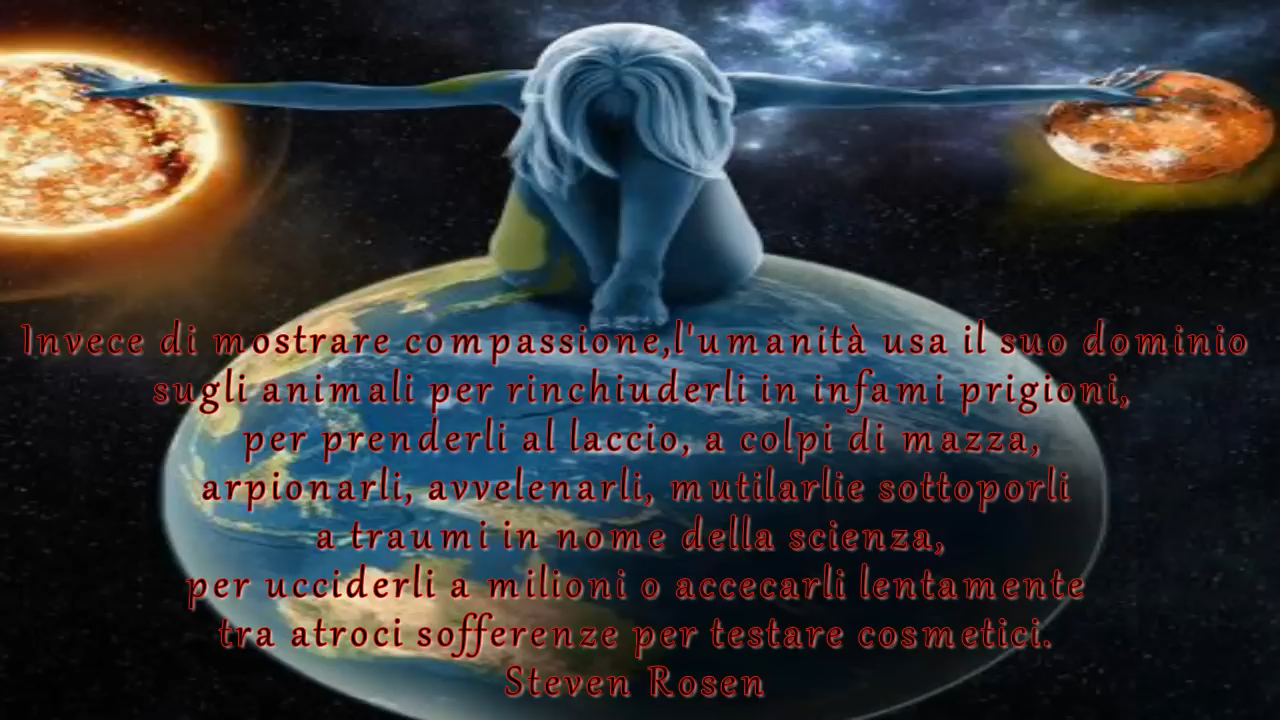 Invece di mostrare compassione,l'umanità usa il suo dominio
sugli animali per rinchiuderli in infami prigioni,
per prenderli al laccio, a colpi di mazza,
arpionarli, avvelenarli, mutilarlie sottoporli
a traumi in nome della scienza,
per ucciderli a milioni o accecarli lentamente
tra atroci sofferenze per testare cosmetici.
Steven Rosen